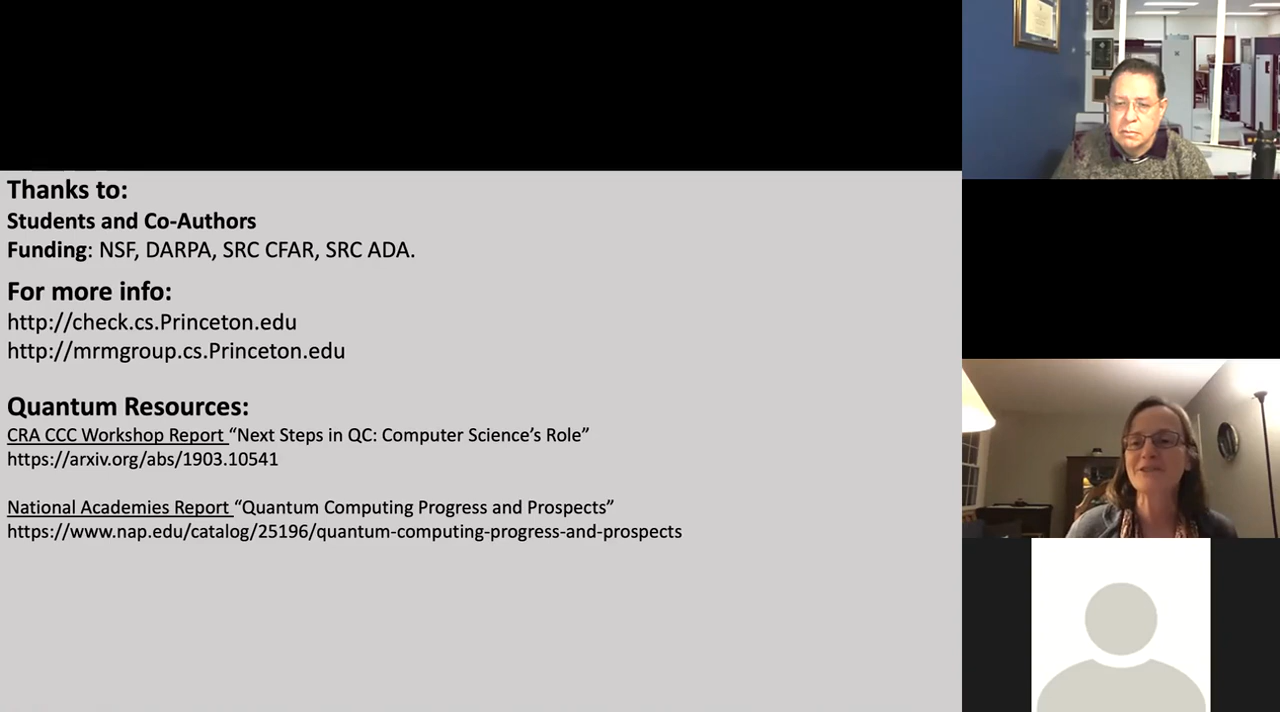 Thanks to:
Students and Co-Authors
Funding: NSF, DARPA, SRC CFAR, SRC ADA.
For more info:
http://check.cs.Princeton.edu
http://mrmgroup.cs.Princeton.edu
Quantum Resources:
CRA CCC Workshop Report “Next Steps in QC: Computer Science’s Role”
https://arxiv.org/abs/1903.10541
National Academies Report “Quantum Computing Progress and Prospects”
https://www.nap.edu/catalog/25196/quantum-computing-progress-and-prospects